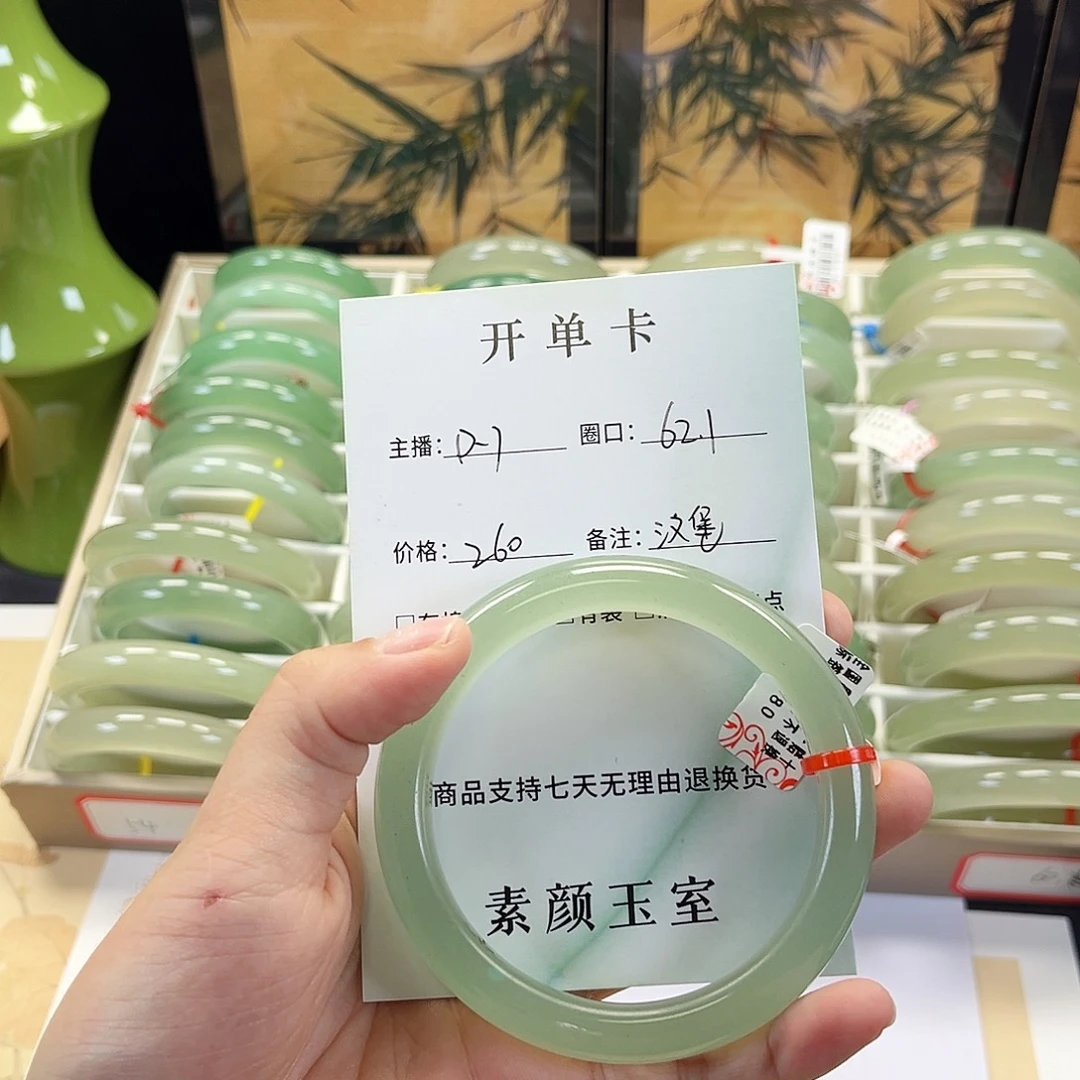 开单卡
主播: D-7 圈口: 62.1
价格: 260 备注: 汉堡
商品支持七天无理由退换货
素颜玉室